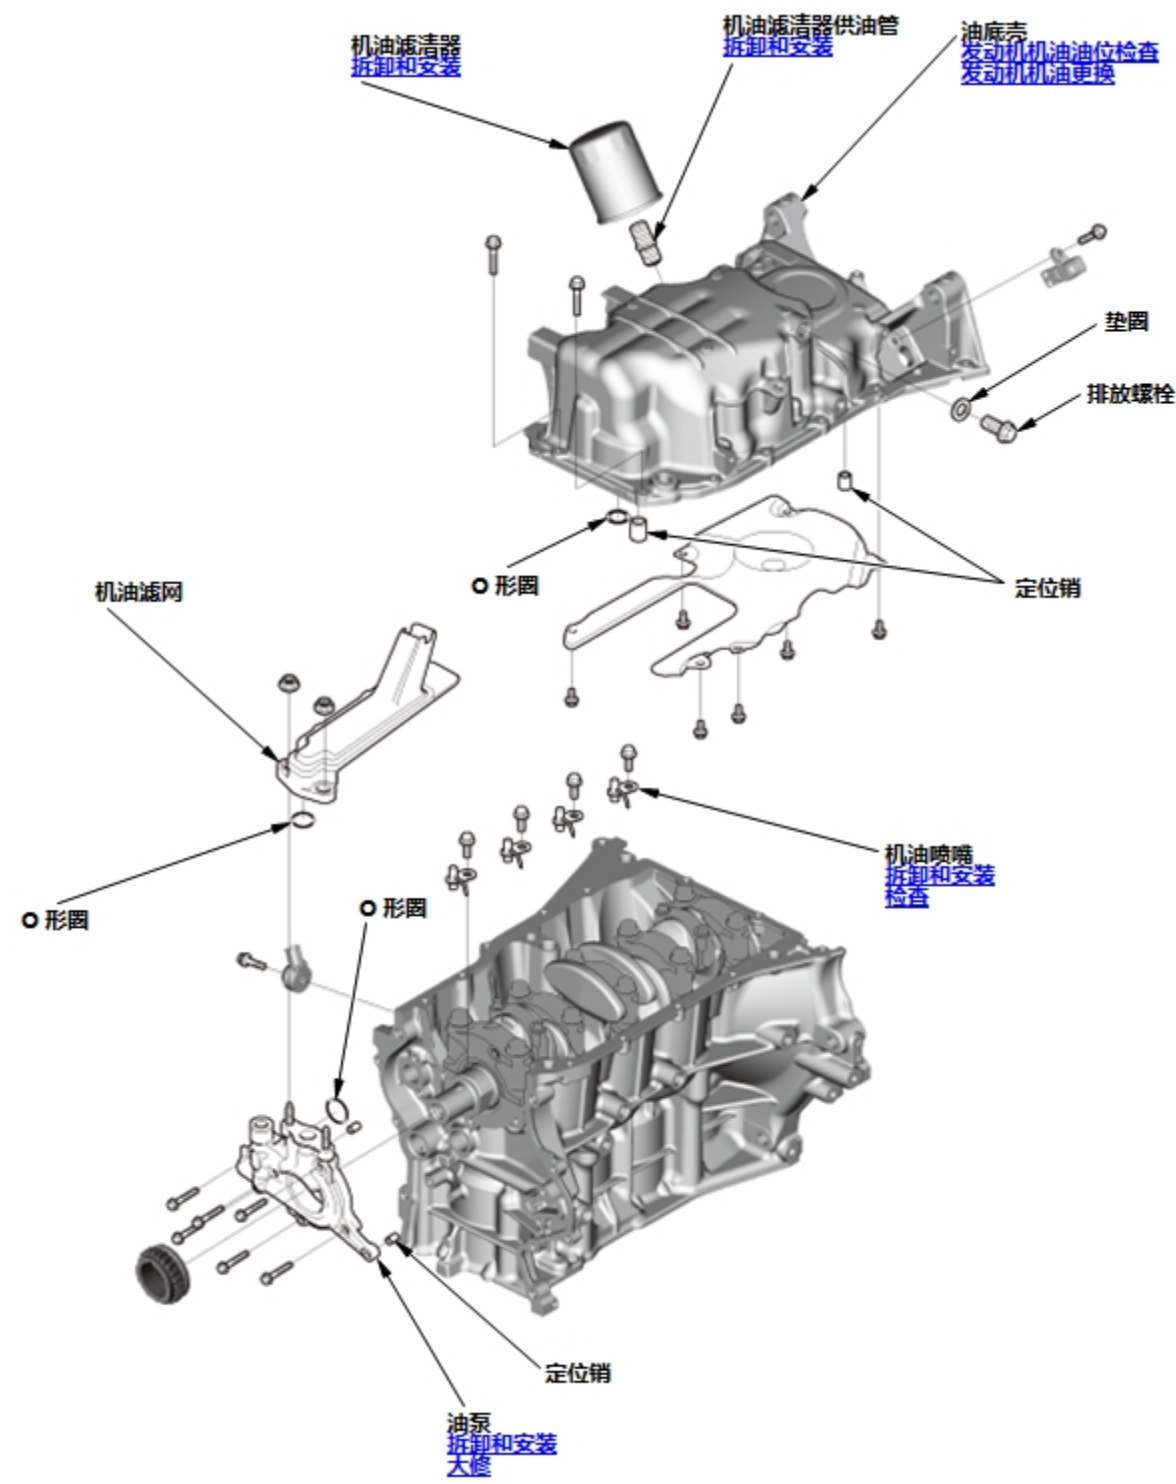 机油滤清器
拆卸和安装
机油滤清器供油管
拆卸和安装
油底壳
发动机机油油位检查
发动机机油更换
垫圈
排放螺栓
O 形圈
定位销
机油滤网
机油喷嘴
拆卸和安装
检查
O 形圈
O 形圈
定位销
油泵
拆卸和安装
大修